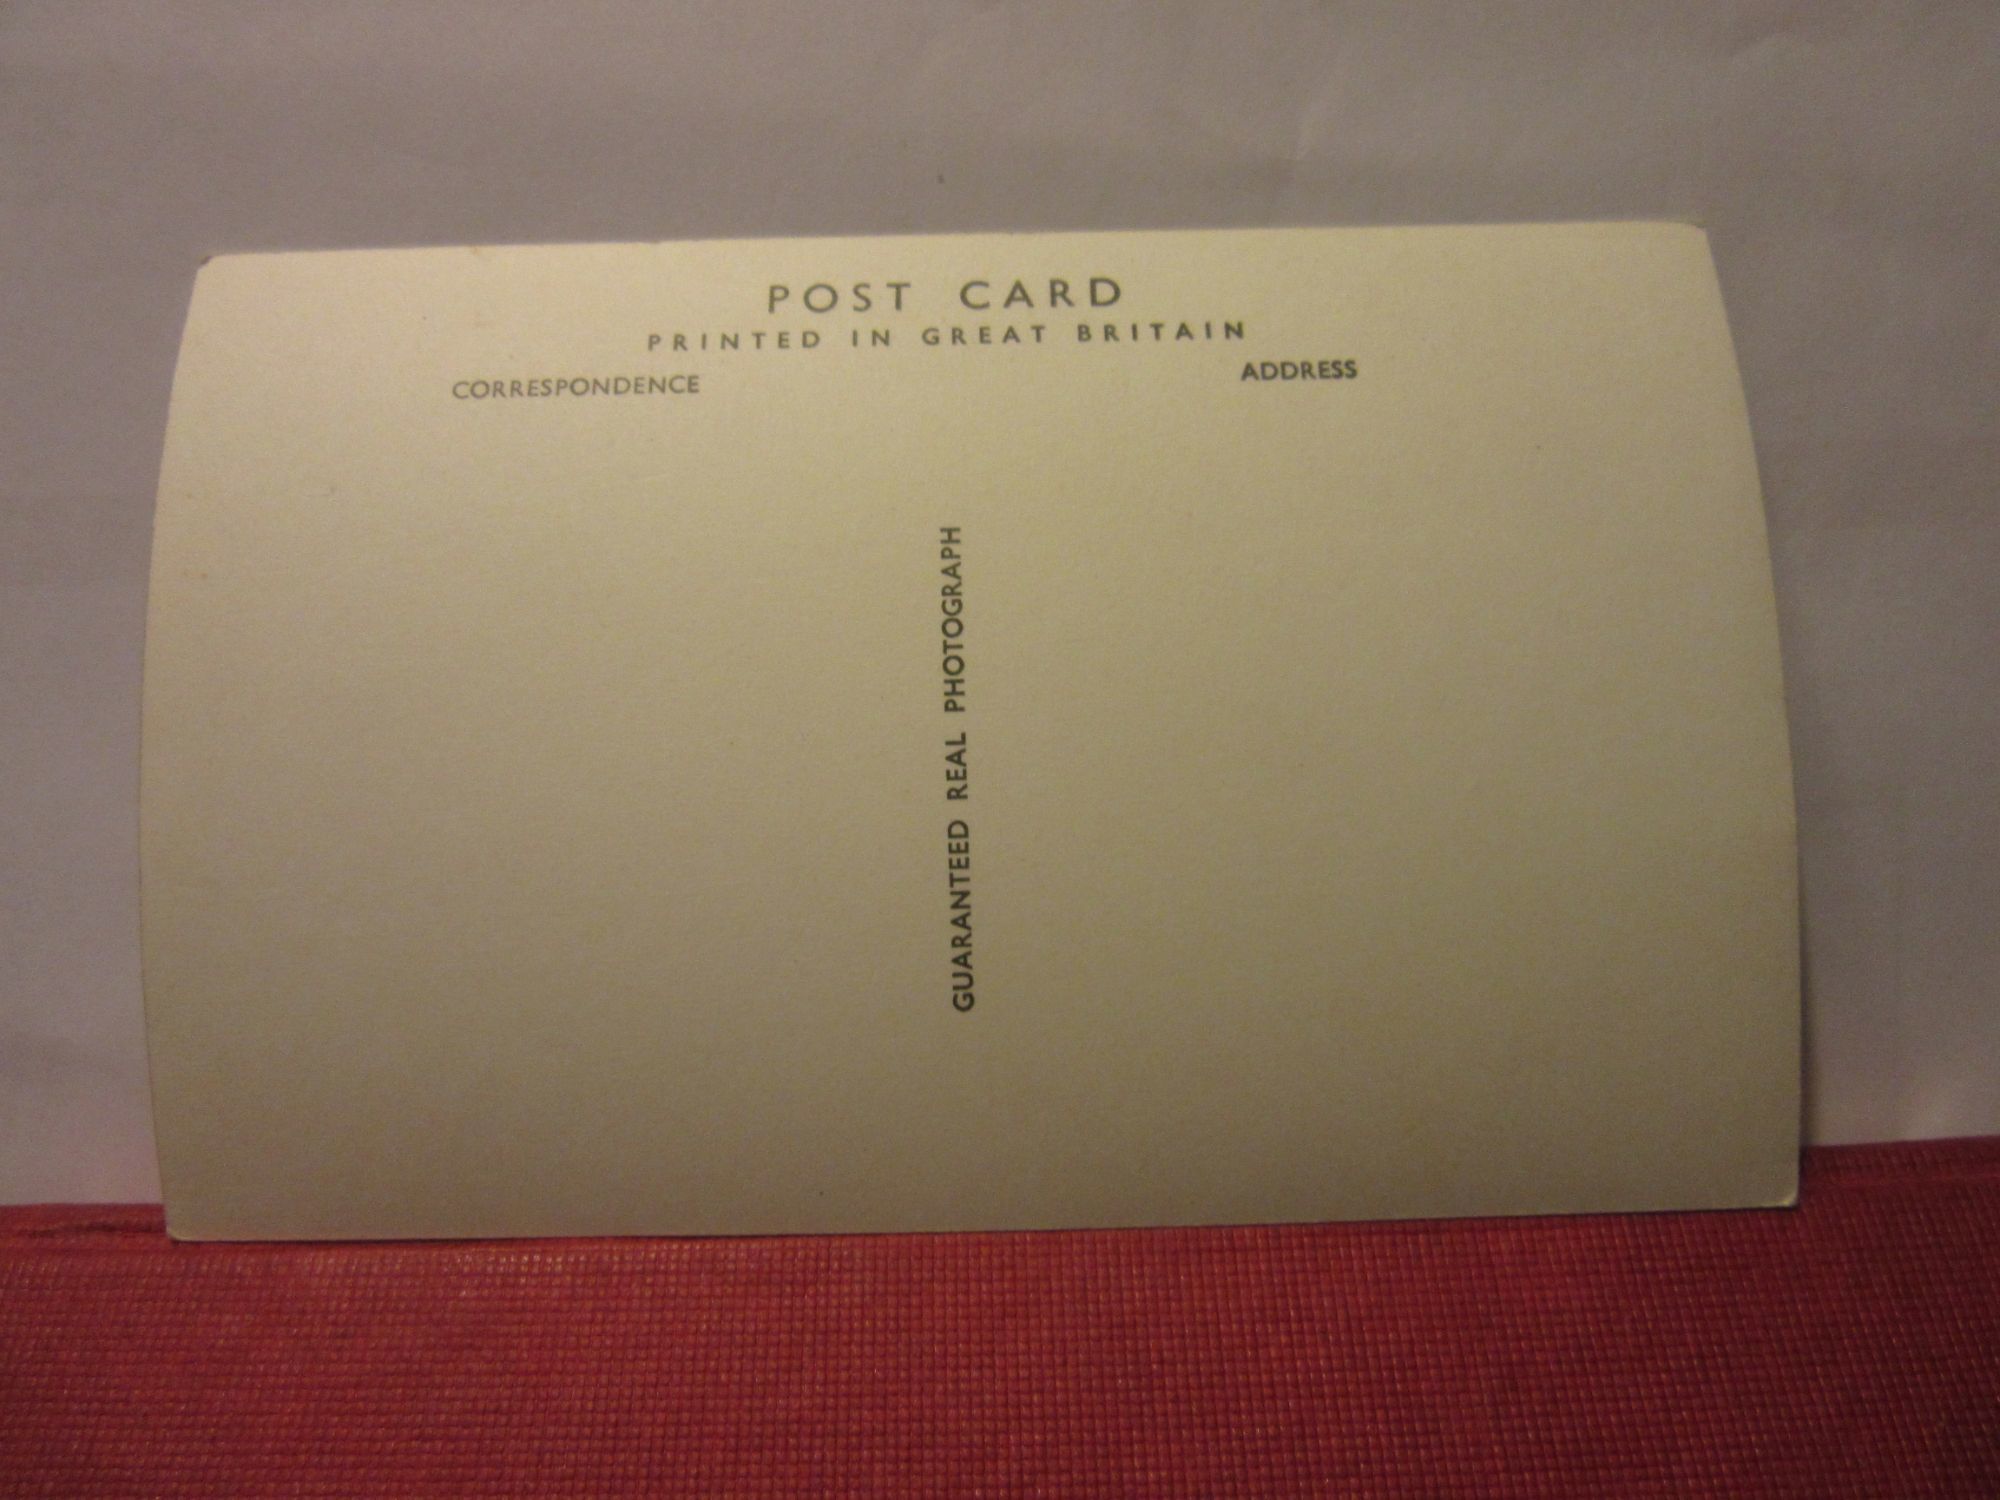 POST CARD
PRINTED IN GREAT BRITAIN
CORRESPONDENCE
ADDRESS
GUARANTEED REAL PHOTOGRAPH